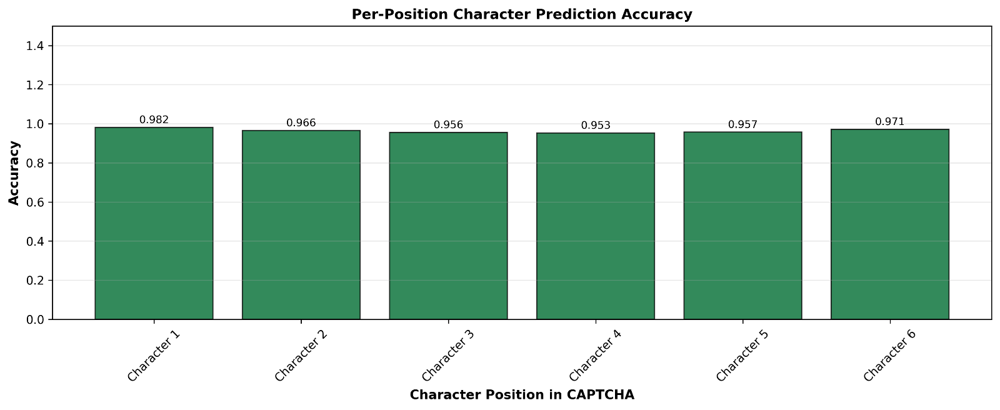 Per-Position Character Prediction Accuracy
1.4
1.2
1.0
0.8
0.6
0.4
0.2
0.0
Accuracy
0.982
0.966
0.956
0.953
0.957
0.971
Character 1
Character 2
Character 3
Character 4
Character 5
Character 6
Character Position in CAPTCHA